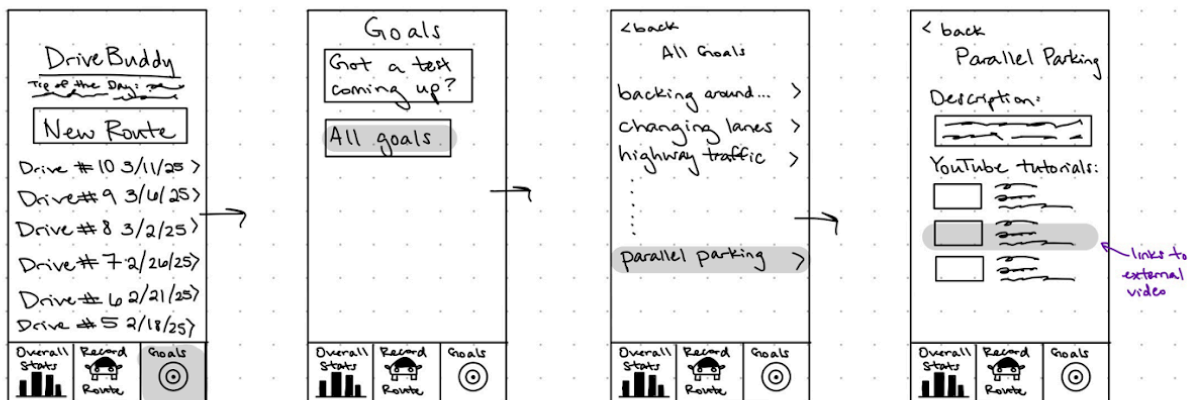 DriveBuddy
Tip of the Day:
New Route
Drive #10 3/11/25 >
Drive #9 3/6/25 >
Drive #8 3/2/25 >
Drive #7 2/26/25 >
Drive #6 2/21/25 >
Drive #5 2/18/25 >
Overall Stats
Record Route
Goals
Goals
Got a test
coming up?
All goals
Overall Stats
Record Route
Goals
< back
All Goals
backing around... >
changing lanes >
highway traffic >
parallel parking >
Overall Stats
Record Route
Goals
< back
Parallel Parking
Description:
YouTube tutorials:
links to
external
video
Overall Stats
Record Route
Goals